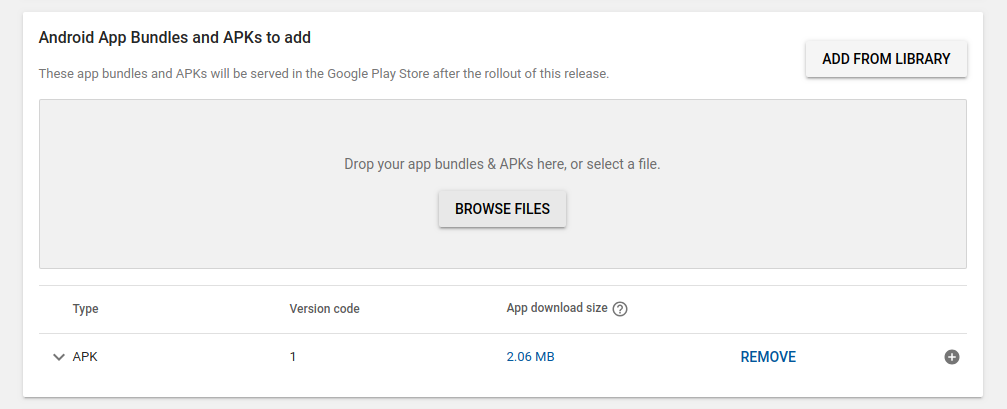 Android App Bundles and APKs to add
ADD FROM LIBRARY
These app bundles and APKs will be served in the Google Play Store after the rollout of this release.
Drop your app bundles & APKs here, or select a file.
BROWSE FILES
Type Version code App download size ?
APK 1 2.06 MB REMOVE